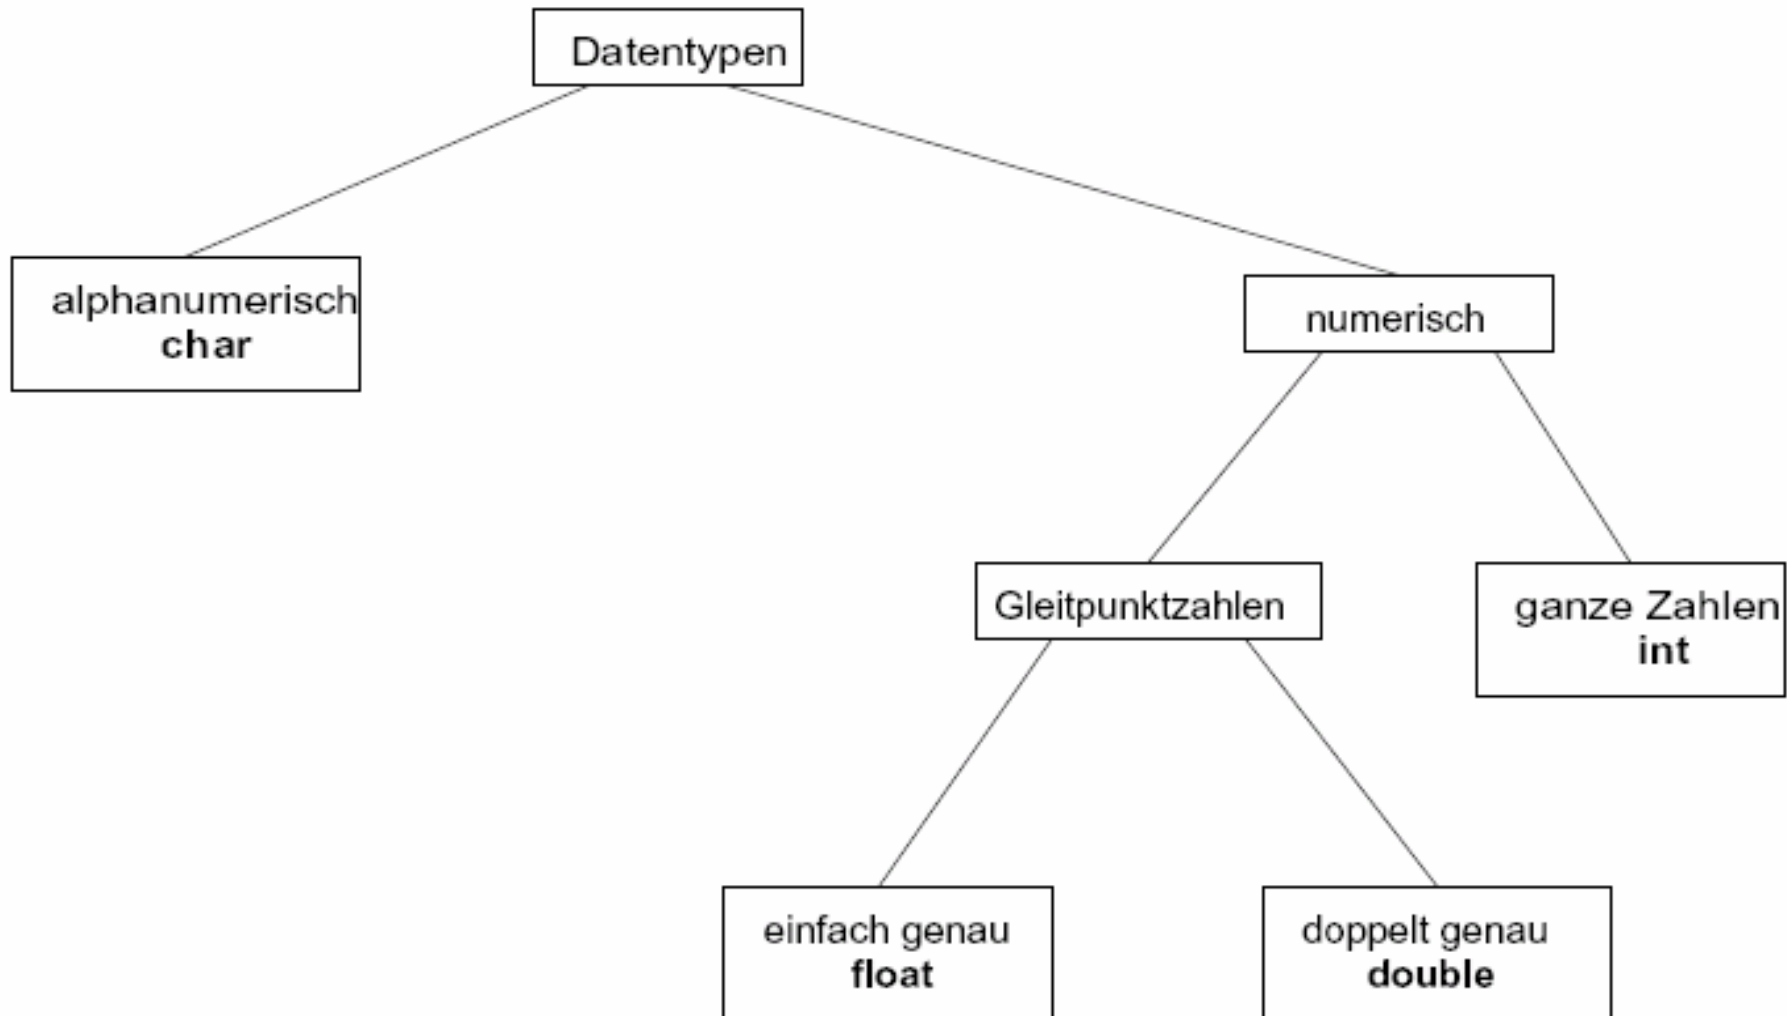 Datentypen
alphanumerisch
char
numerisch
Gleitpunktzahlen
ganze Zahlen
int
einfach genau
float
doppelt genau
double